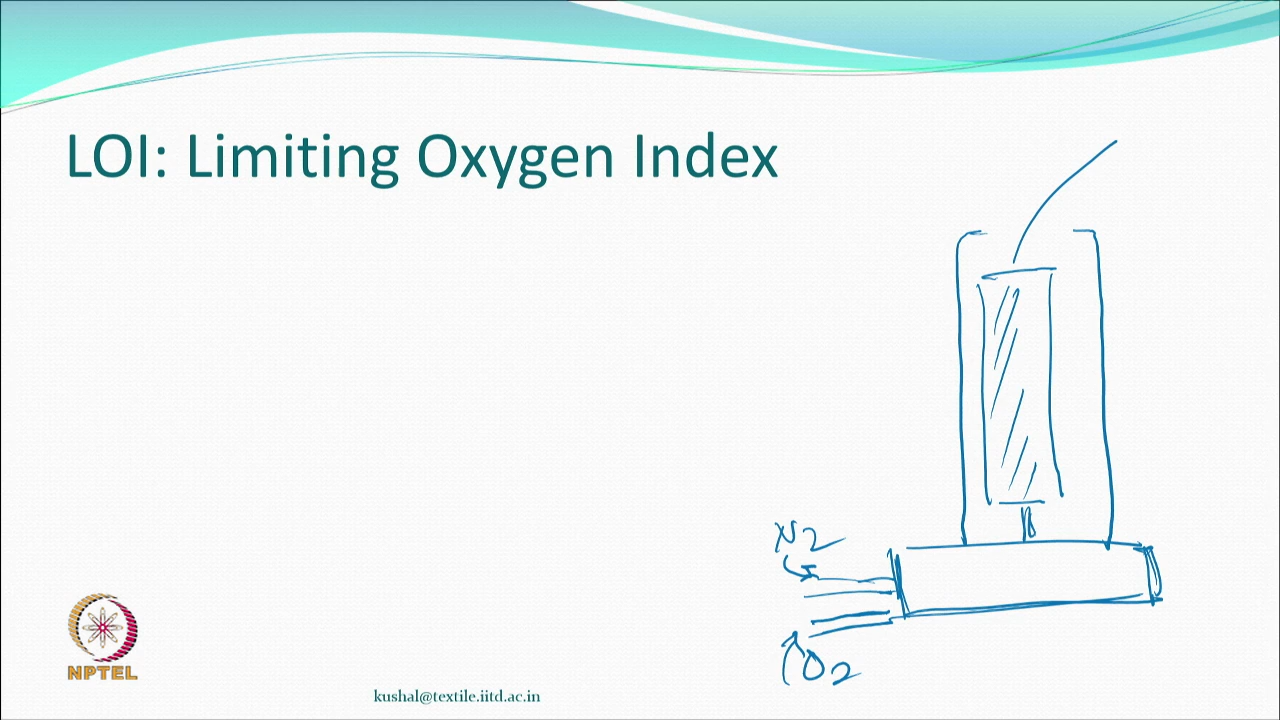 LOI: Limiting Oxygen Index
N2
O2
NPTEL
kushal@textile.iitd.ac.in